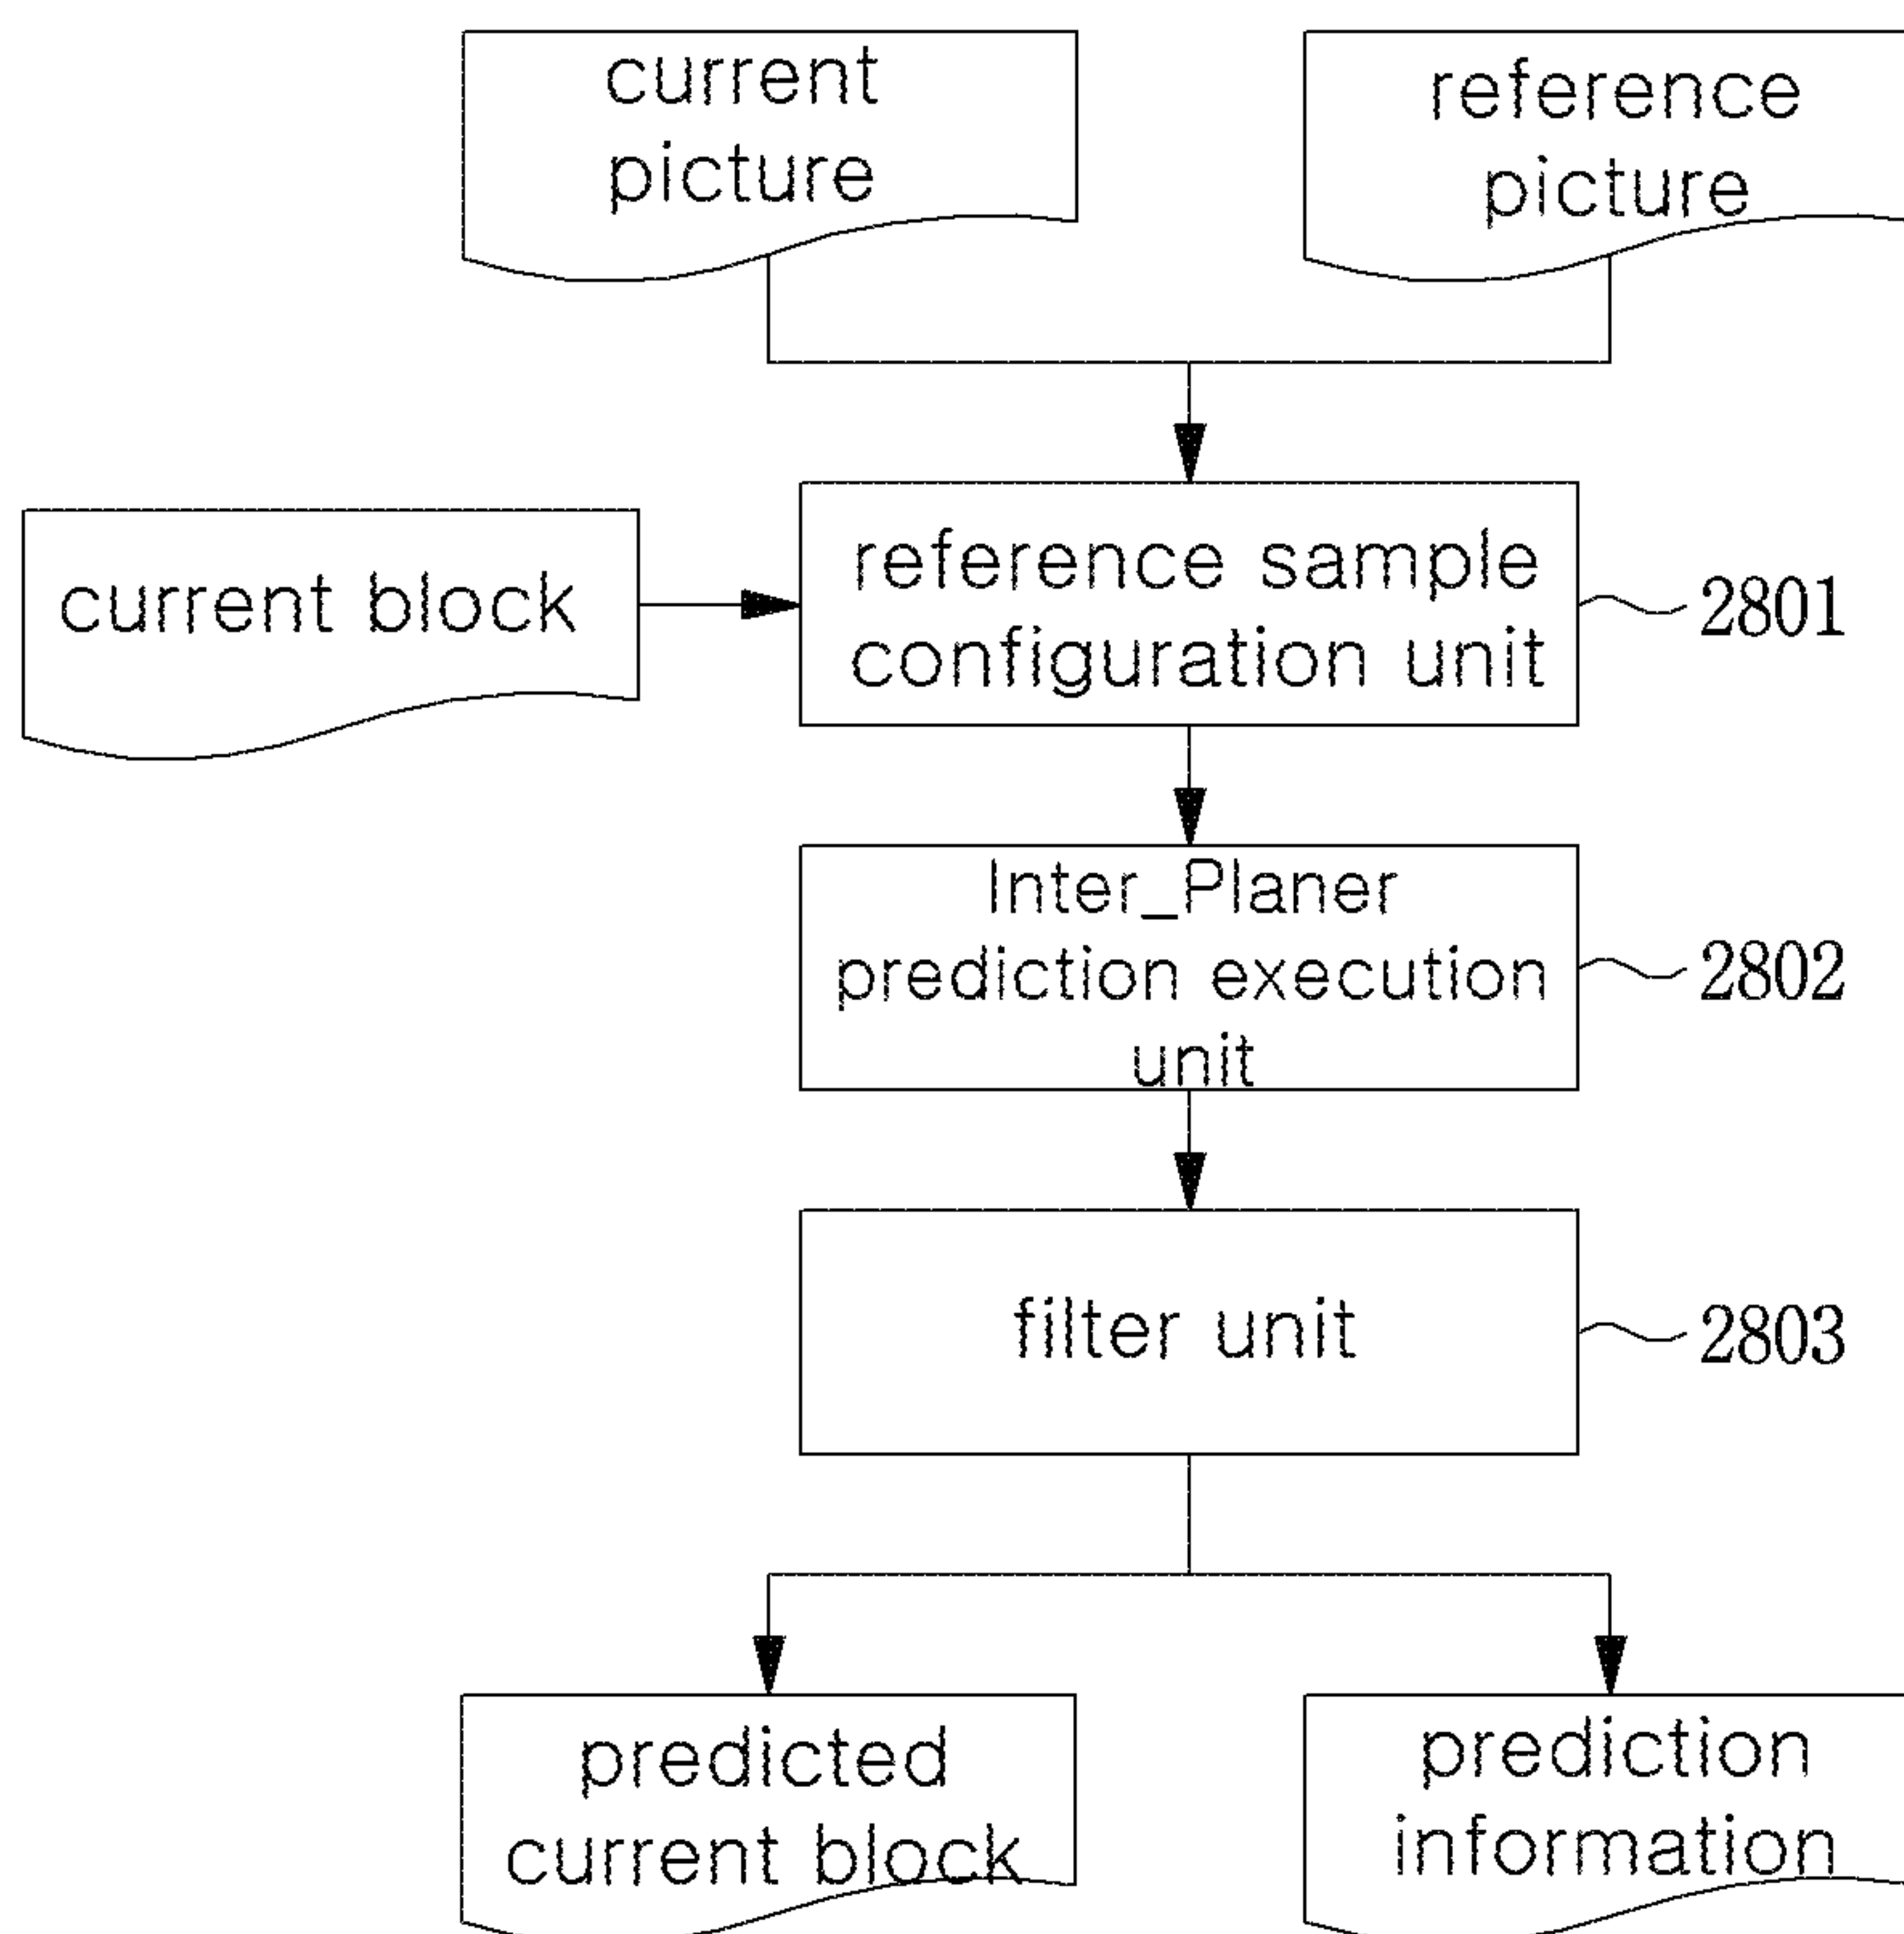 current
picture
reference
picture
current block
reference sample
configuration unit
2801
Inter_Planer
prediction execution
unit
2802
filter unit
2803
predicted
current block
prediction
information